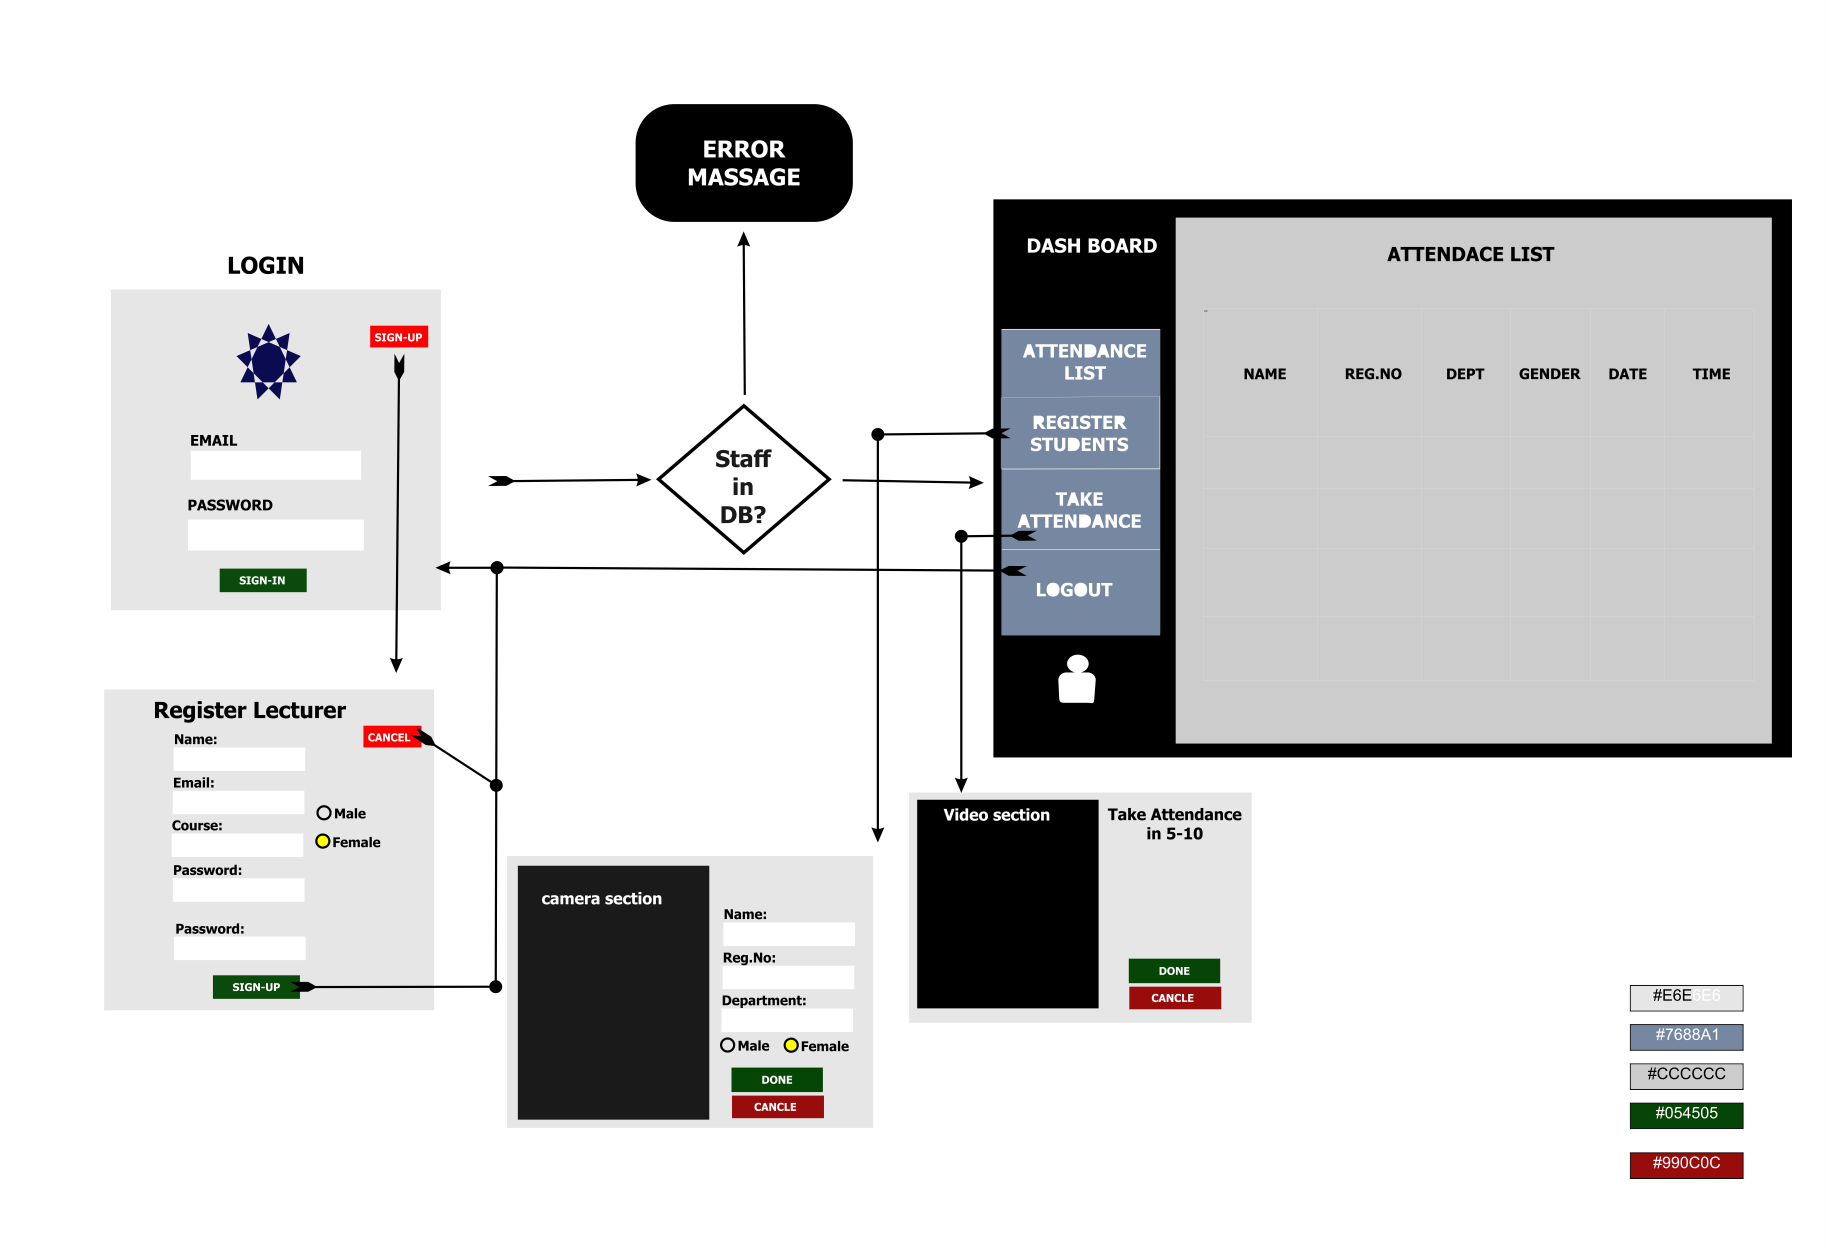 ERROR
MASSAGE
LOGIN
SIGN-UP
EMAIL
PASSWORD
SIGN-IN
Staff
in
DB?
DASH BOARD
ATTENDANCE
LIST
REGISTER
STUDENTS
TAKE
ATTENDANCE
LOGOUT
ATTENDACE LIST
NAME REG.NO DEPT GENDER DATE TIME
Register Lecturer
CANCEL
Name:
Email:
Male
Course:
Female
Password:
Password:
SIGN-UP
camera section
Name:
Reg.No:
Department:
Male Female
DONE
CANCLE
Video section
Take Attendance
in 5-10
DONE
CANCLE
#E6E6E6
#7688A1
#CCCCCC
#054505
#990C0C